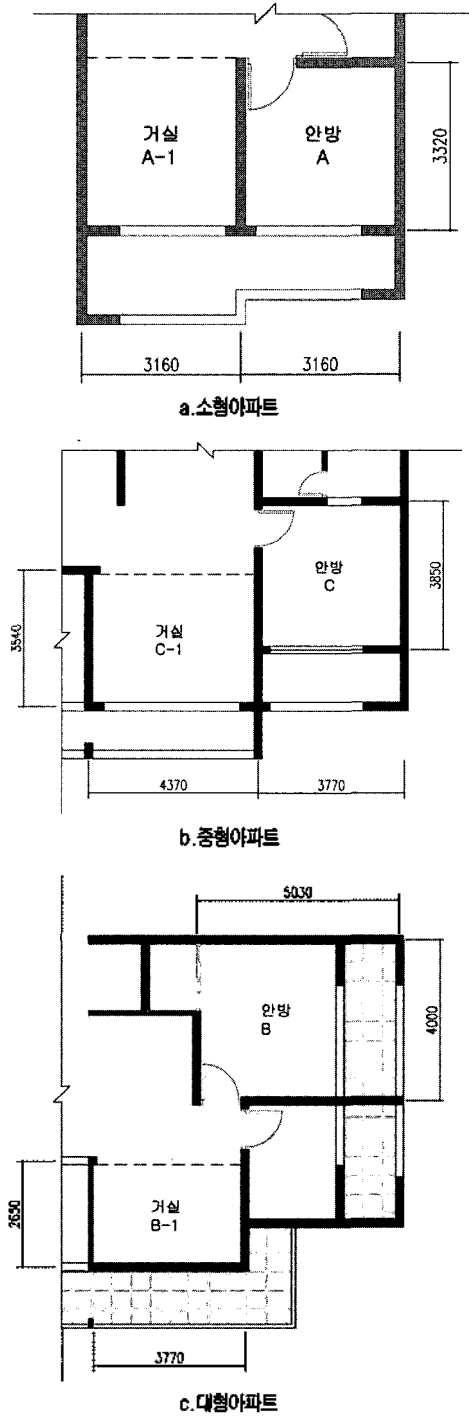 거실
A-1
안방
A
3320
3160
3160
a.소형아파트
안방
C
3850
거실
C-1
3540
4370
3770
b.중형아파트
5030
안방
B
4000
거실
B-1
2650
3770
c.대형아파트